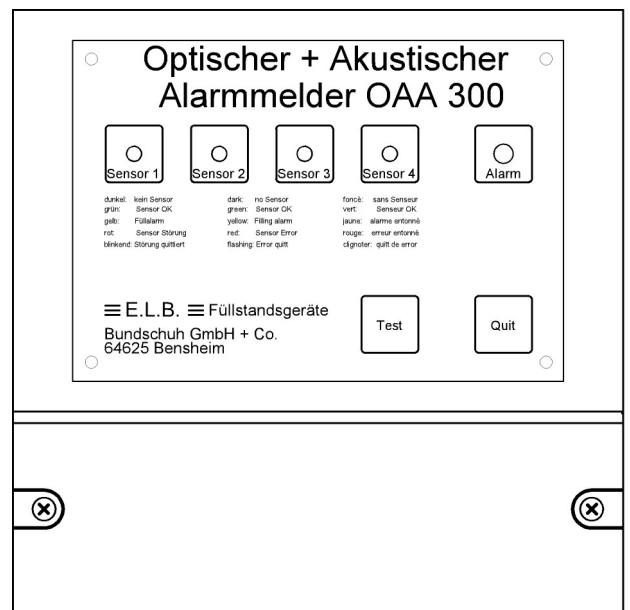 Optischer + Akustischer
Alarmmelder OAA 300
Sensor 1 Sensor 2 Sensor 3 Sensor 4 Alarm
dunkel: kein Sensor dark: no Sensor foncè: sans Senseur
grün: Sensor OK green: Sensor OK vert: Senseur OK
gelb: Füllalarm yellow: Filling alarm jaune: alarme entonnè
rot: Sensor Störung red: Sensor Error rouge: erreur entonnè
blinkend: Störung quittiert flashing: Error quitt clignoter: quitt de error
E.L.B. Füllstandsgeräte
Bundschuh GmbH + Co.
64625 Bensheim
Test Quit